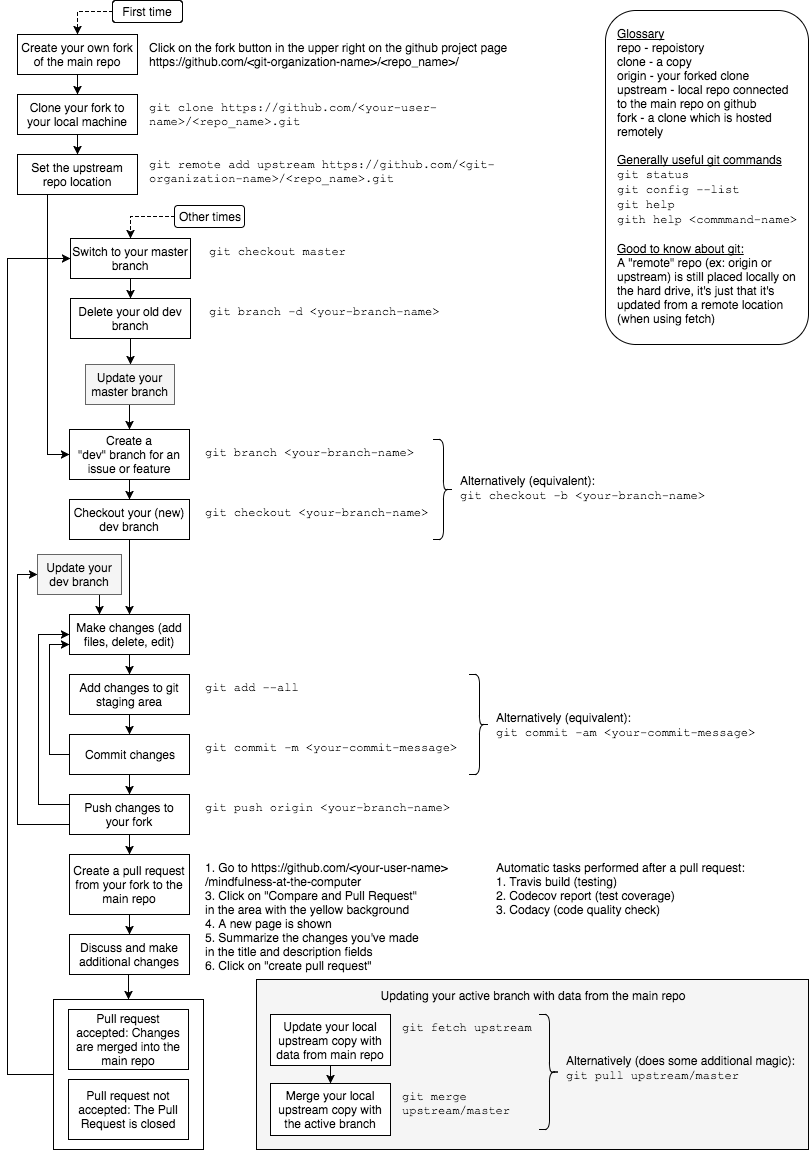 First time
Create your own fork
of the main repo
Click on the fork button in the upper right on the github project page
https://github.com/<git-organization-name>/<repo_name>/
Clone your fork to
your local machine
git clone https://github.com/<your-user-
name>/<repo_name>.git
Set the upstream
repo location
git remote add upstream https://github.com/<git-
organization-name>/<repo_name>.git
Glossary
repo - repoistory
clone - a copy
origin - your forked clone
upstream - local repo connected
to the main repo on github
fork - a clone which is hosted
remotely
Generally useful git commands
git status
git config --list
git help
gith help <commmand-name>
Good to know about git:
A "remote" repo (ex: origin or
upstream) is still placed locally on
the hard drive, it's just that it's
updated from a remote location
(when using fetch)
Other times
Switch to your master
branch
git checkout master
Delete your old dev
branch
git branch -d <your-branch-name>
Update your
master branch
Create a
"dev" branch for an
issue or feature
git branch <your-branch-name>
Checkout your (new)
dev branch
git checkout <your-branch-name>
Alternatively (equivalent):
git checkout -b <your-branch-name>
Update your
dev branch
Make changes (add
files, delete, edit)
Add changes to git
staging area
git add --all
Commit changes
git commit -m <your-commit-message>
Alternatively (equivalent):
git commit -am <your-commit-message>
Push changes to
your fork
git push origin <your-branch-name>
Create a pull request
from your fork to the
main repo
1. Go to https://github.com/<your-user-name>
/mindfulness-at-the-computer
3. Click on "Compare and Pull Request"
in the area with the yellow background
4. A new page is shown
5. Summarize the changes you've made
in the title and description fields
6. Click on "create pull request"
Automatic tasks performed after a pull request:
1. Travis build (testing)
2. Codecov report (test coverage)
3. Codacy (code quality check)
Discuss and make
additional changes
Pull request
accepted: Changes
are merged into the
main repo
Pull request not
accepted: The Pull
Request is closed
Updating your active branch with data from the main repo
Update your local
upstream copy with
data from main repo
git fetch upstream
Merge your local
upstream copy with
the active branch
git merge
upstream/master
Alternatively (does some additional magic):
git pull upstream/master